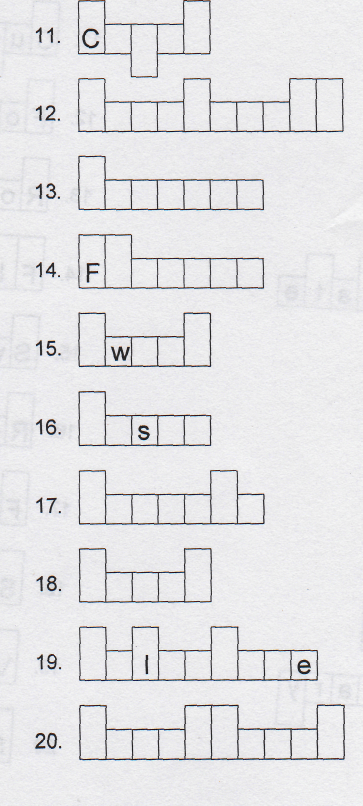 11. C
12.
13.
14. F
15. w
16. s
17.
18.
19. l e
20.